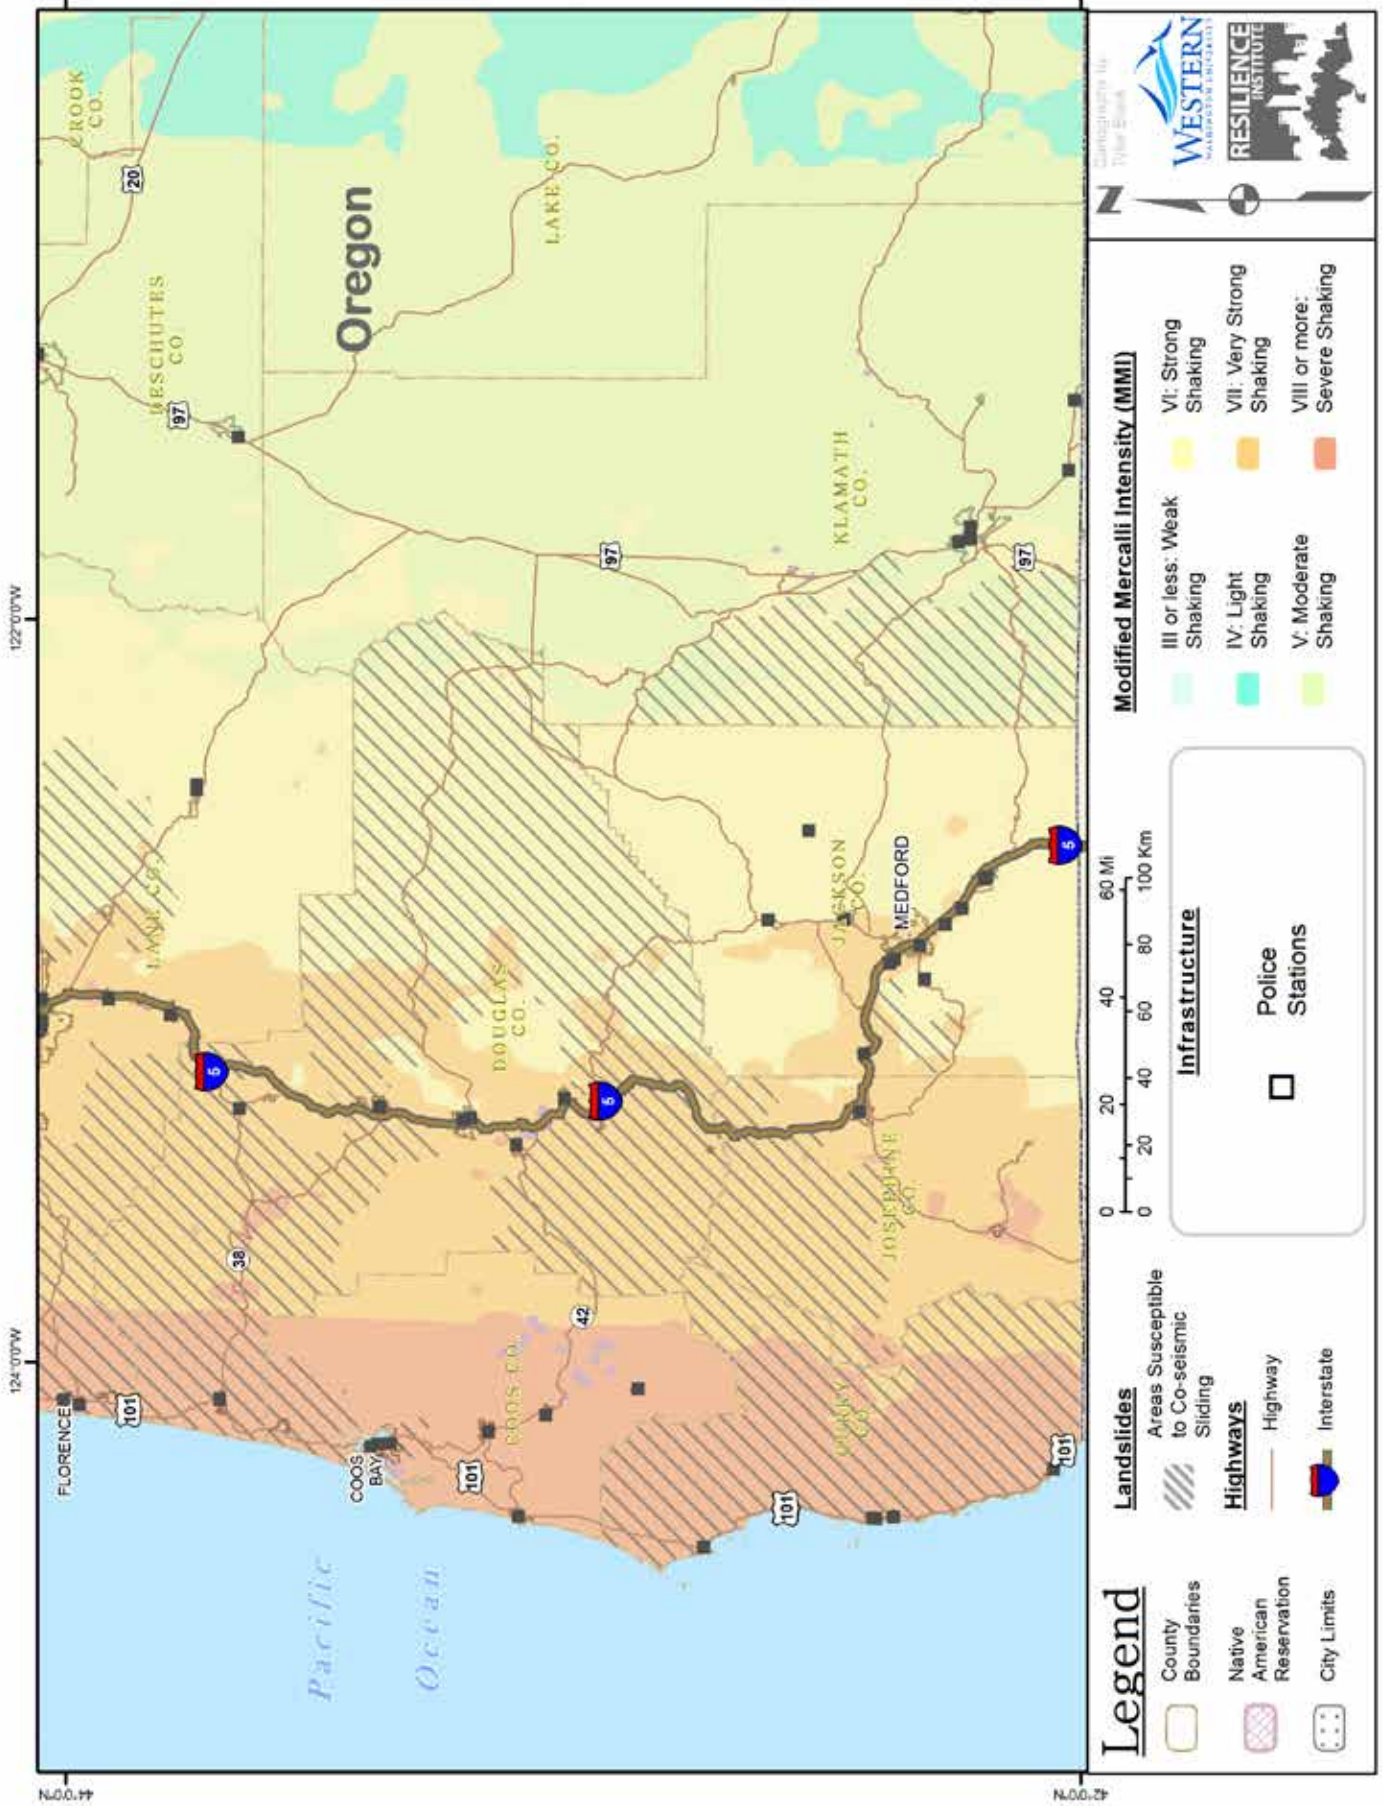 124°0'0"W
122°0'0"W
44°0'0"N
42°0'0"N
FLORENCE
101
38
LANE CO.
5
DESCHUTES
CO.
97
20
CROOK
CO.
Pacific
Ocean
COOS
BAY
101
COOS CO.
42
DOUGLAS
CO.
5
Oregon
LAKE CO.
97
101
CURRY
CO.
JOSEPHINE
CO.
JACKSON
CO.
MEDFORD
KLAMATH
CO.
97
101
5
Legend
County
Boundaries
Native
American
Reservation
City Limits
Landslides
Areas Susceptible
to Co-seismic
Sliding
Highways
Highway
Interstate
0 20 40 60 Mi
0 20 40 60 80 100 Km
Infrastructure
Police
Stations
Modified Mercalli Intensity (MMI)
III or less: Weak
Shaking
IV: Light
Shaking
V: Moderate
Shaking
VI: Strong
Shaking
VII: Very Strong
Shaking
VIII or more:
Severe Shaking
N
Cartography by:
Tyler
WESTERN
WASHINGTON UNIVERSITY
RESILIENCE
INSTITUTE